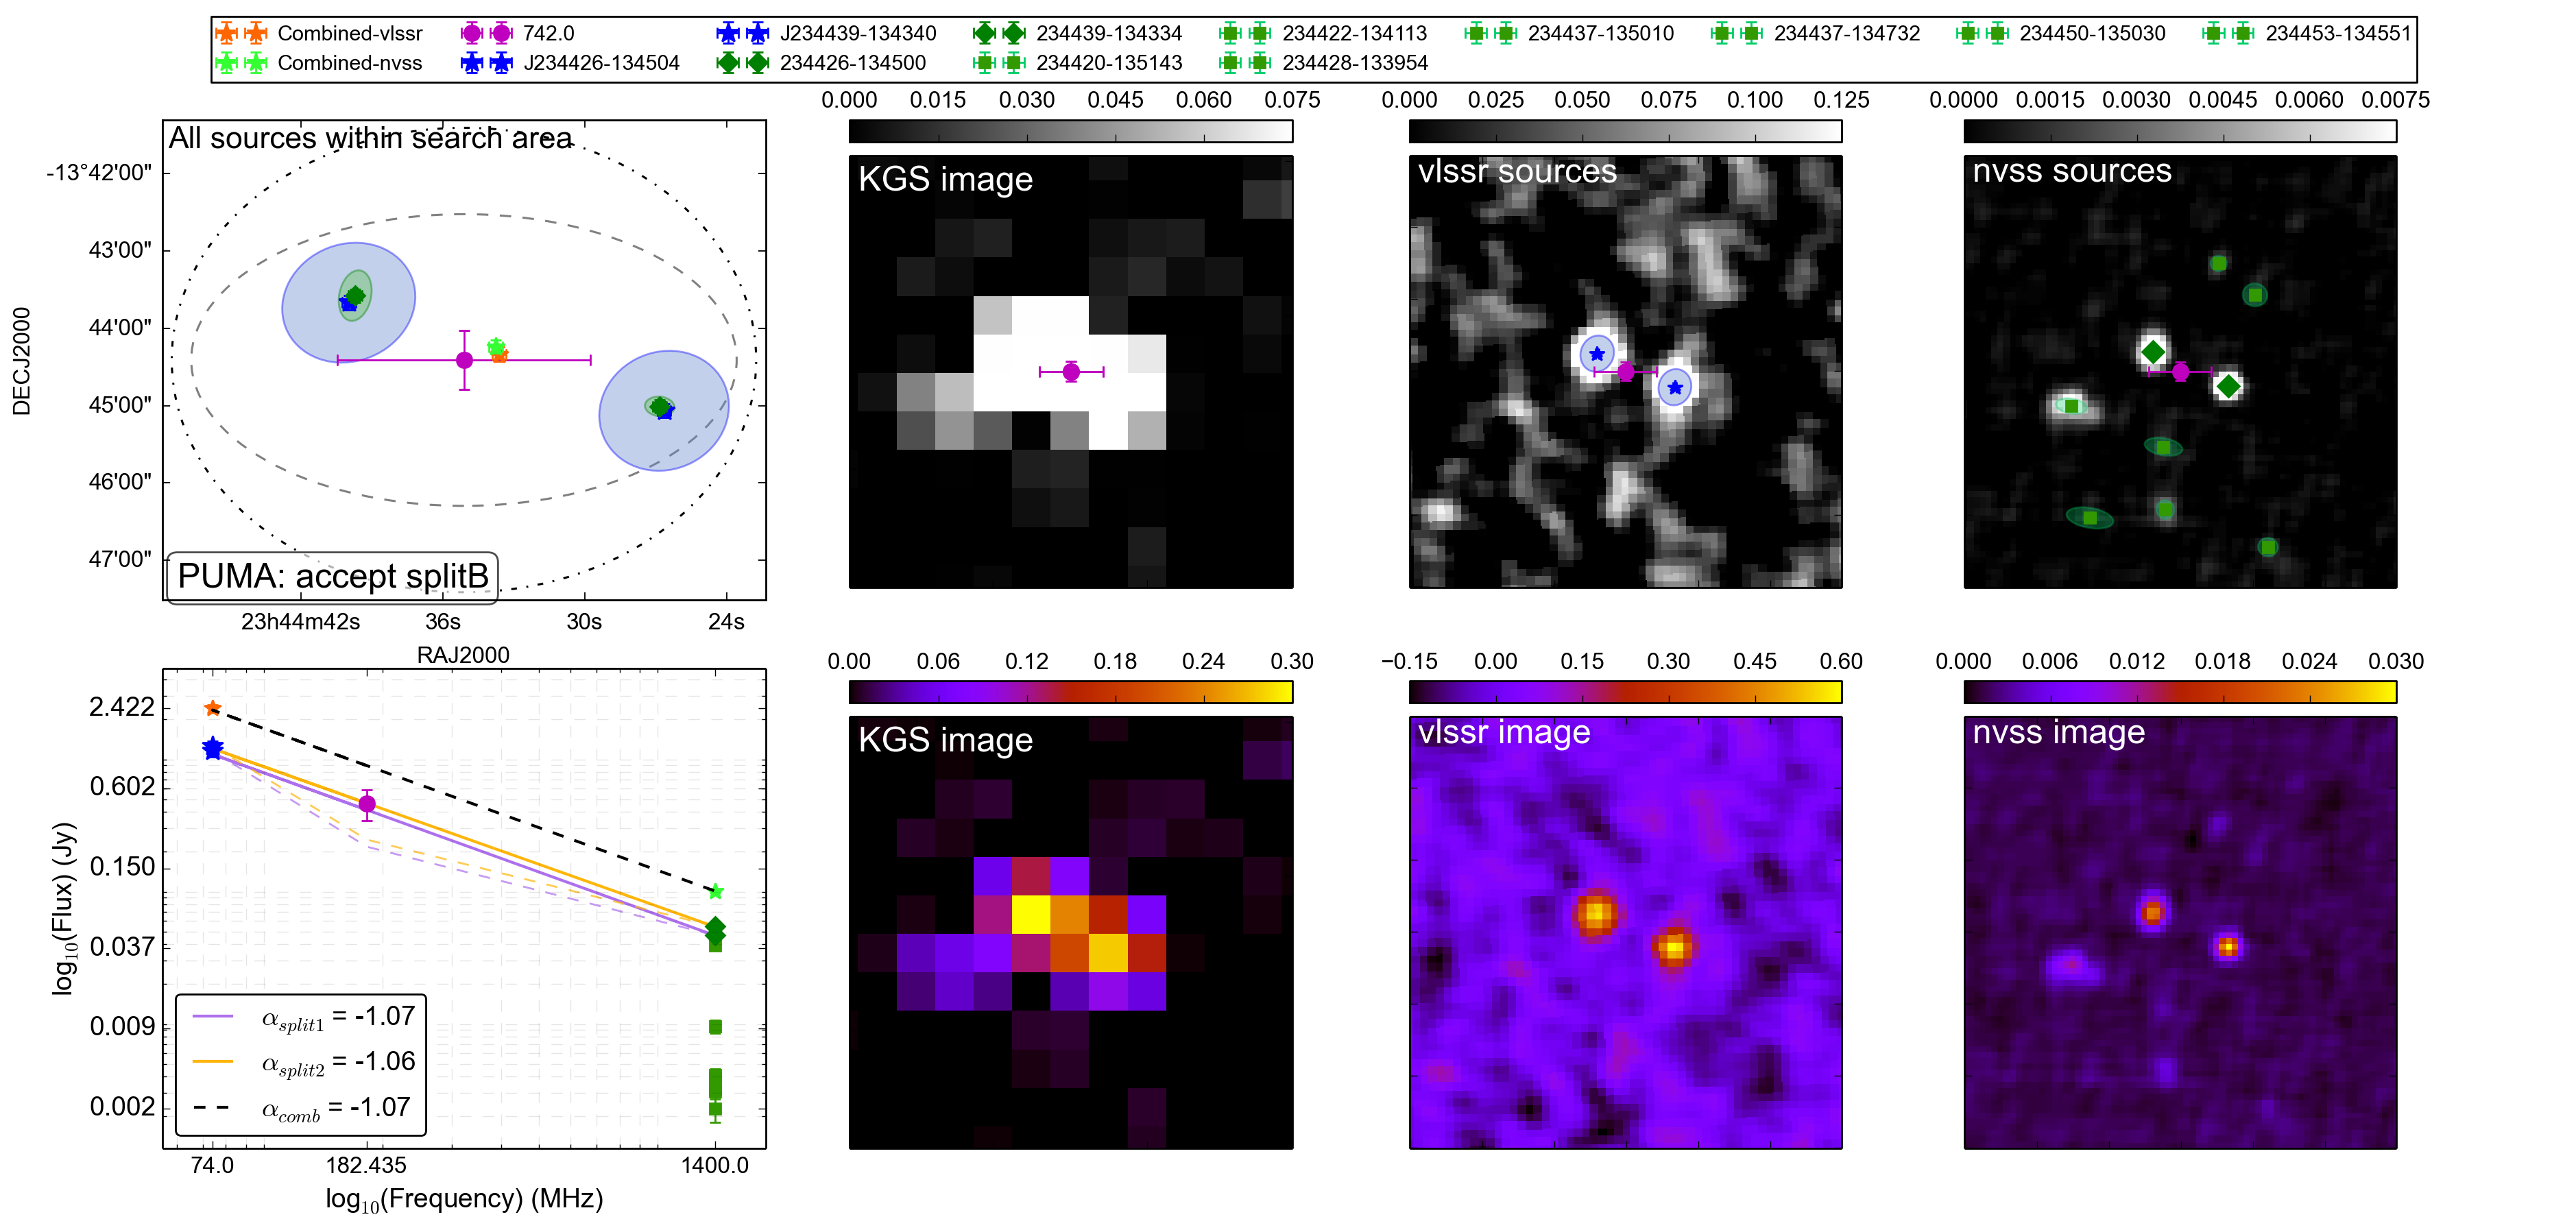 Combined-vlssr 742.0 J234439-134340 234439-134334 234422-134113 234437-135010 234437-134732 234450-135030 234453-134551
Combined-nvss J234426-134504 234426-134500 234420-135143 234428-133954
0.000 0.015 0.030 0.045 0.060 0.075
0.000 0.025 0.050 0.075 0.100 0.125
0.0000 0.0015 0.0030 0.0045 0.0060 0.0075
All sources within search area
KGS image
vlssr sources
nvss sources
-13°42'00"
43'00"
44'00"
45'00"
46'00"
47'00"
DECJ2000
PUMA: accept splitB
23h44m42s 36s 30s 24s
RAJ2000
0.00 0.06 0.12 0.18 0.24 0.30
−0.15 0.00 0.15 0.30 0.45 0.60
0.000 0.006 0.012 0.018 0.024 0.030
KGS image
vlssr image
nvss image
2.422
0.602
0.150
0.037
0.009
0.002
log10(Flux) (Jy)
αsplit1 = -1.07
αsplit2 = -1.06
αcomb = -1.07
74.0 182.435 1400.0
log10(Frequency) (MHz)